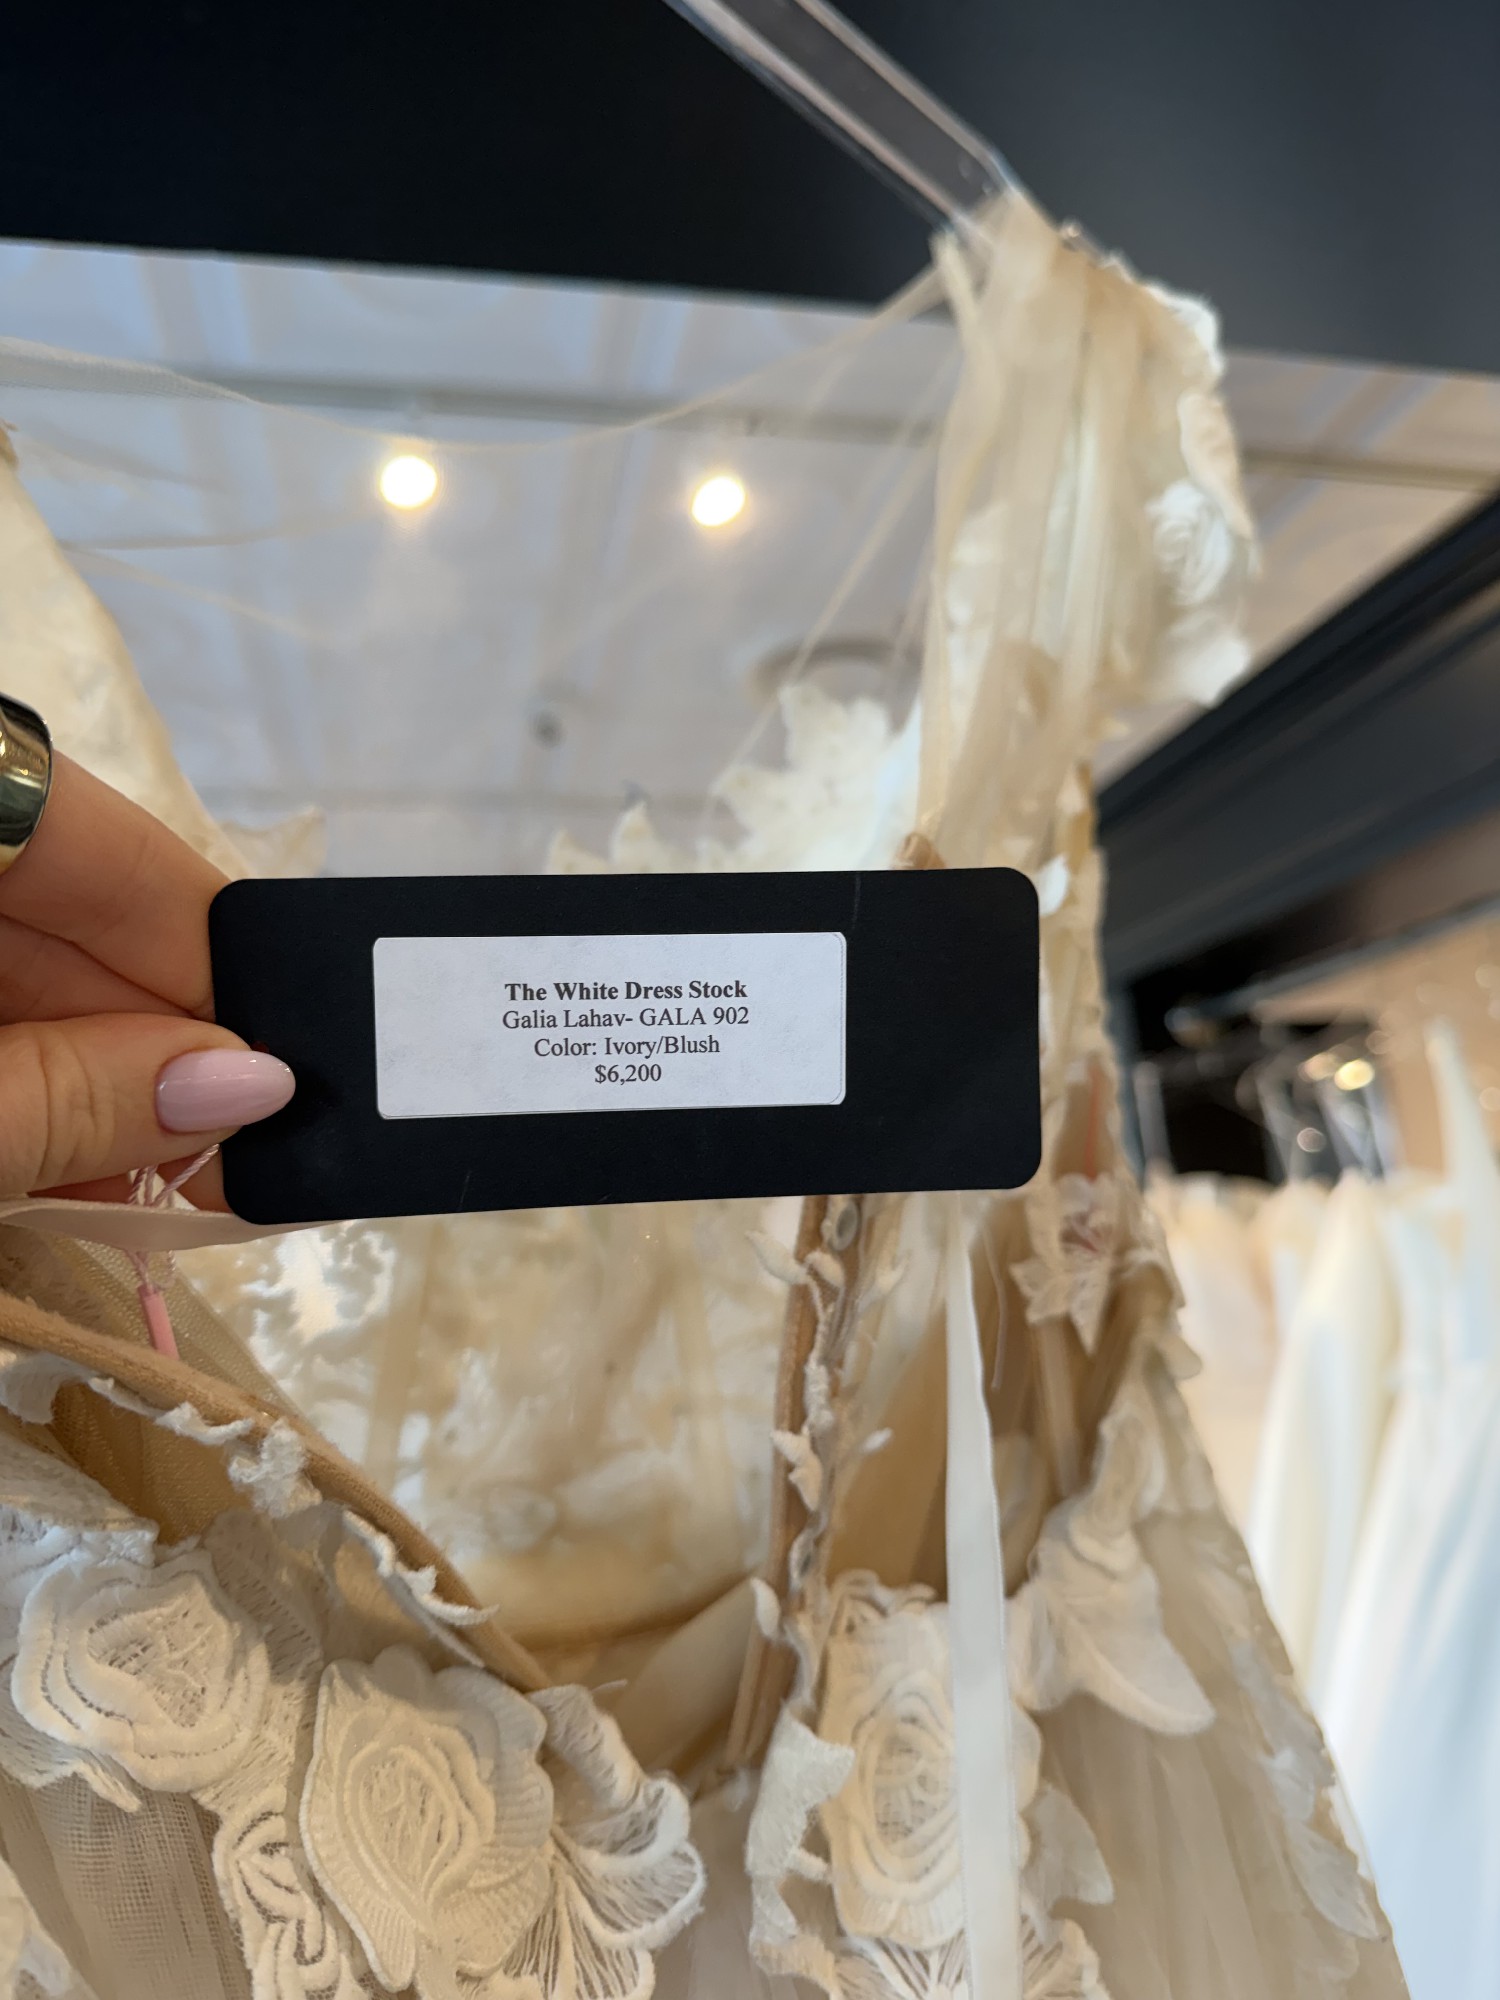 The White Dress Stock
Galia Lahav- GALA 902
Color: Ivory/Blush
$6,200